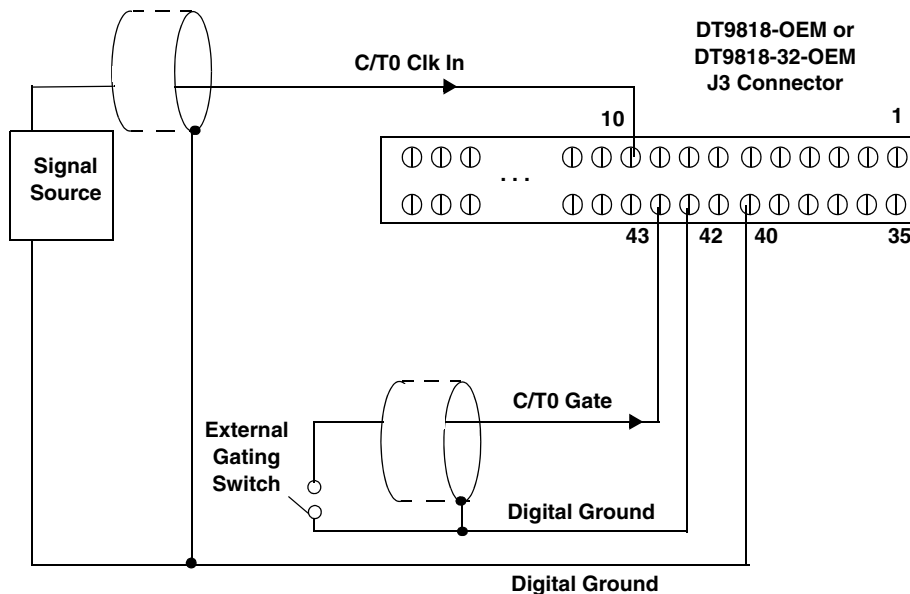 DT9818-OEM or
DT9818-32-OEM
J3 Connector
C/T0 Clk In
10
1
Signal
Source
. . .
43
42
40
35
C/T0 Gate
External
Gating
Switch
Digital Ground
Digital Ground